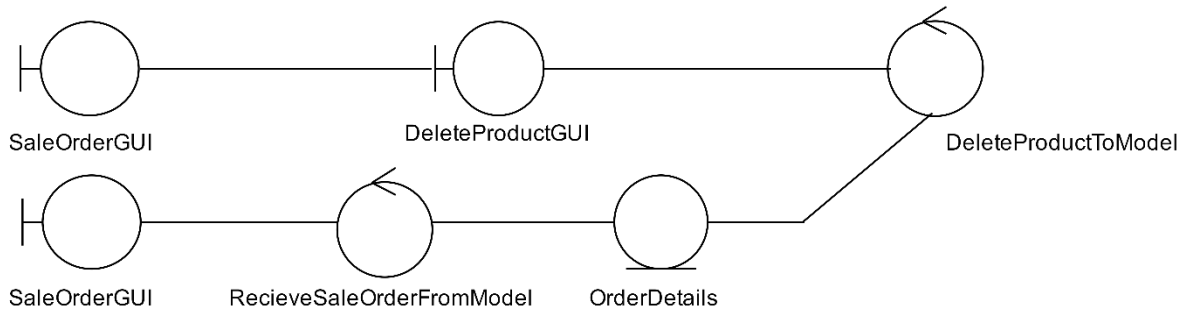 SaleOrderGUI
DeleteProductGUI
DeleteProductToModel
SaleOrderGUI
RecieveSaleOrderFromModel
OrderDetails